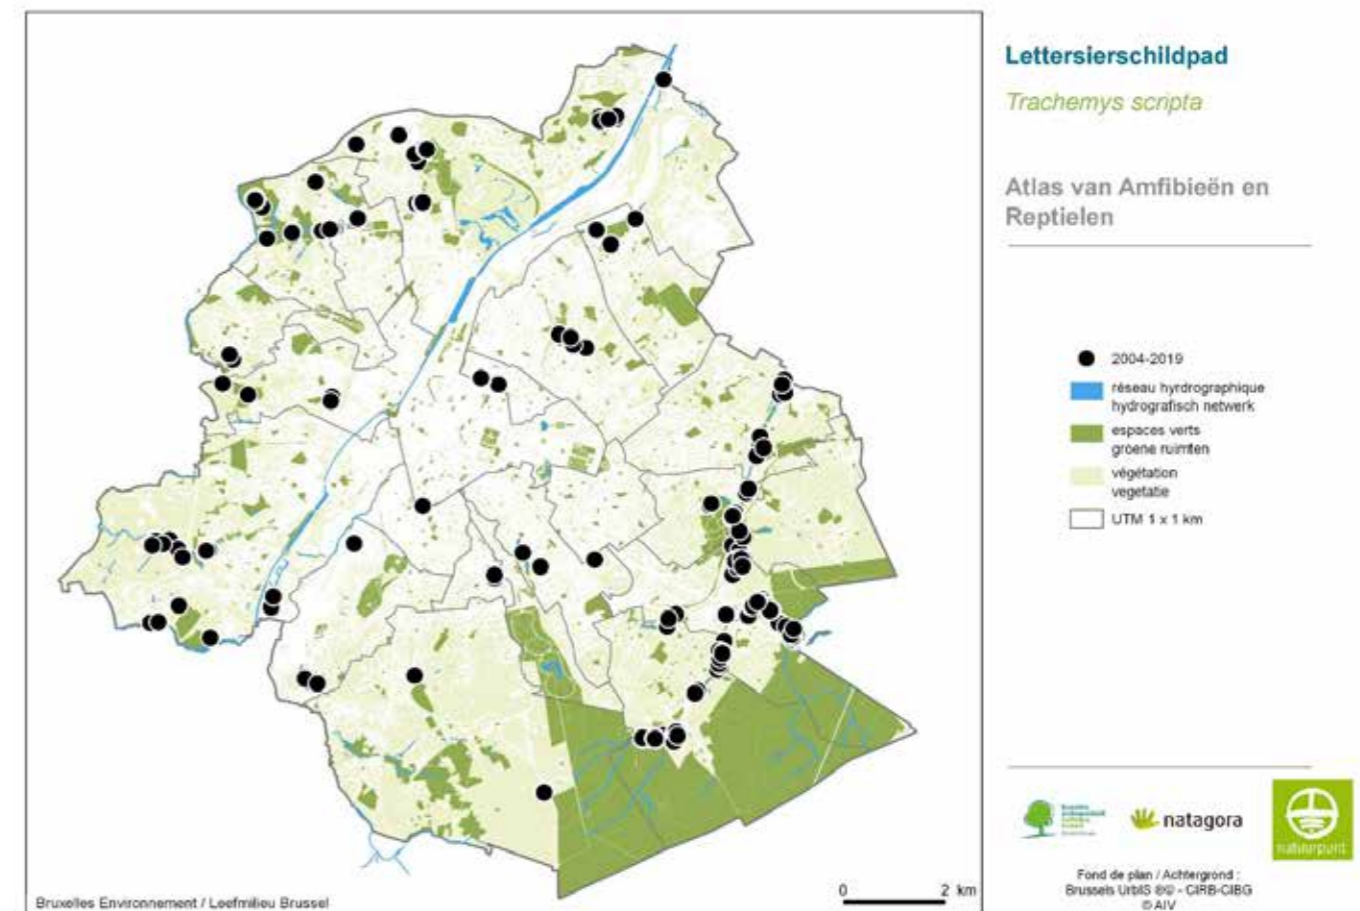 Lettersierschildpad
Trachemys scripta
Atlas van Amfibieën en
Reptielen
2004-2019
réseau hyrdrographique
hydrografisch netwerk
espaces verts
groene ruimten
végétation
vegetatie
UTM 1 x 1 km
natagora
natuurpunt
Fond de plan / Achtergrond :
Brussels UrbIS ®© - CIRB-CIBG
© AIV
0 2 km
Bruxelles Environnement / Leefmilieu Brussel